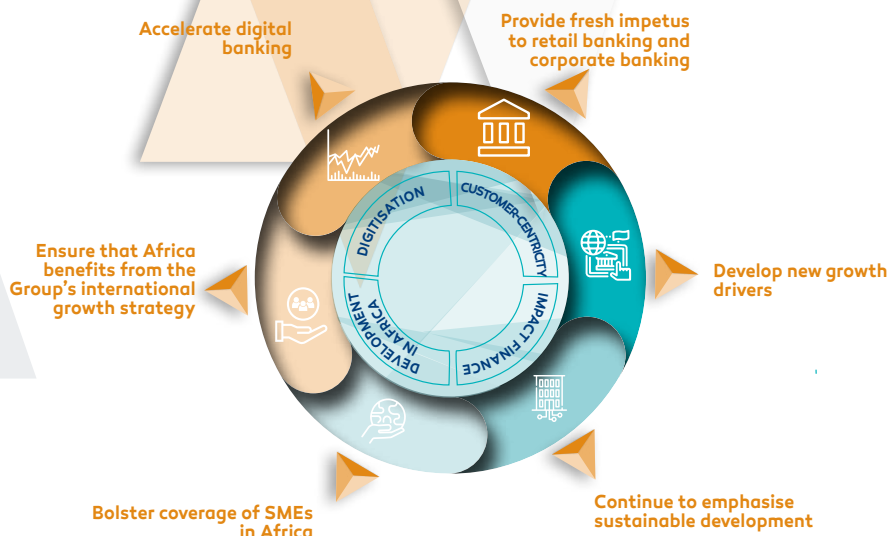 Accelerate digital
banking
Provide fresh impetus
to retail banking and
corporate banking
DIGITISATION
CUSTOMER-CENTRICITY
Ensure that Africa
benefits from the
Group's international
growth strategy
Develop new growth
drivers
DEVELOPMENT
IN AFRICA
IMPACT FINANCE
Bolster coverage of SMEs
in Africa
Continue to emphasise
sustainable development